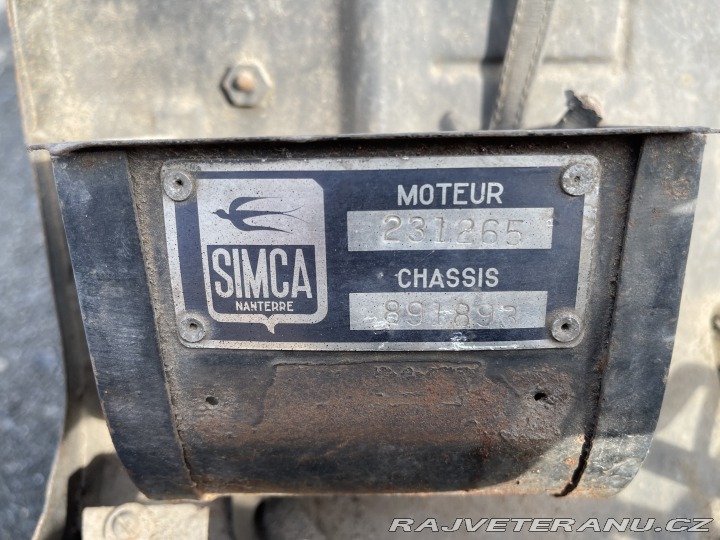 SIMCA
NANTERRE
MOTEUR
231265
CHASSIS
RAJVETERANU.CZ